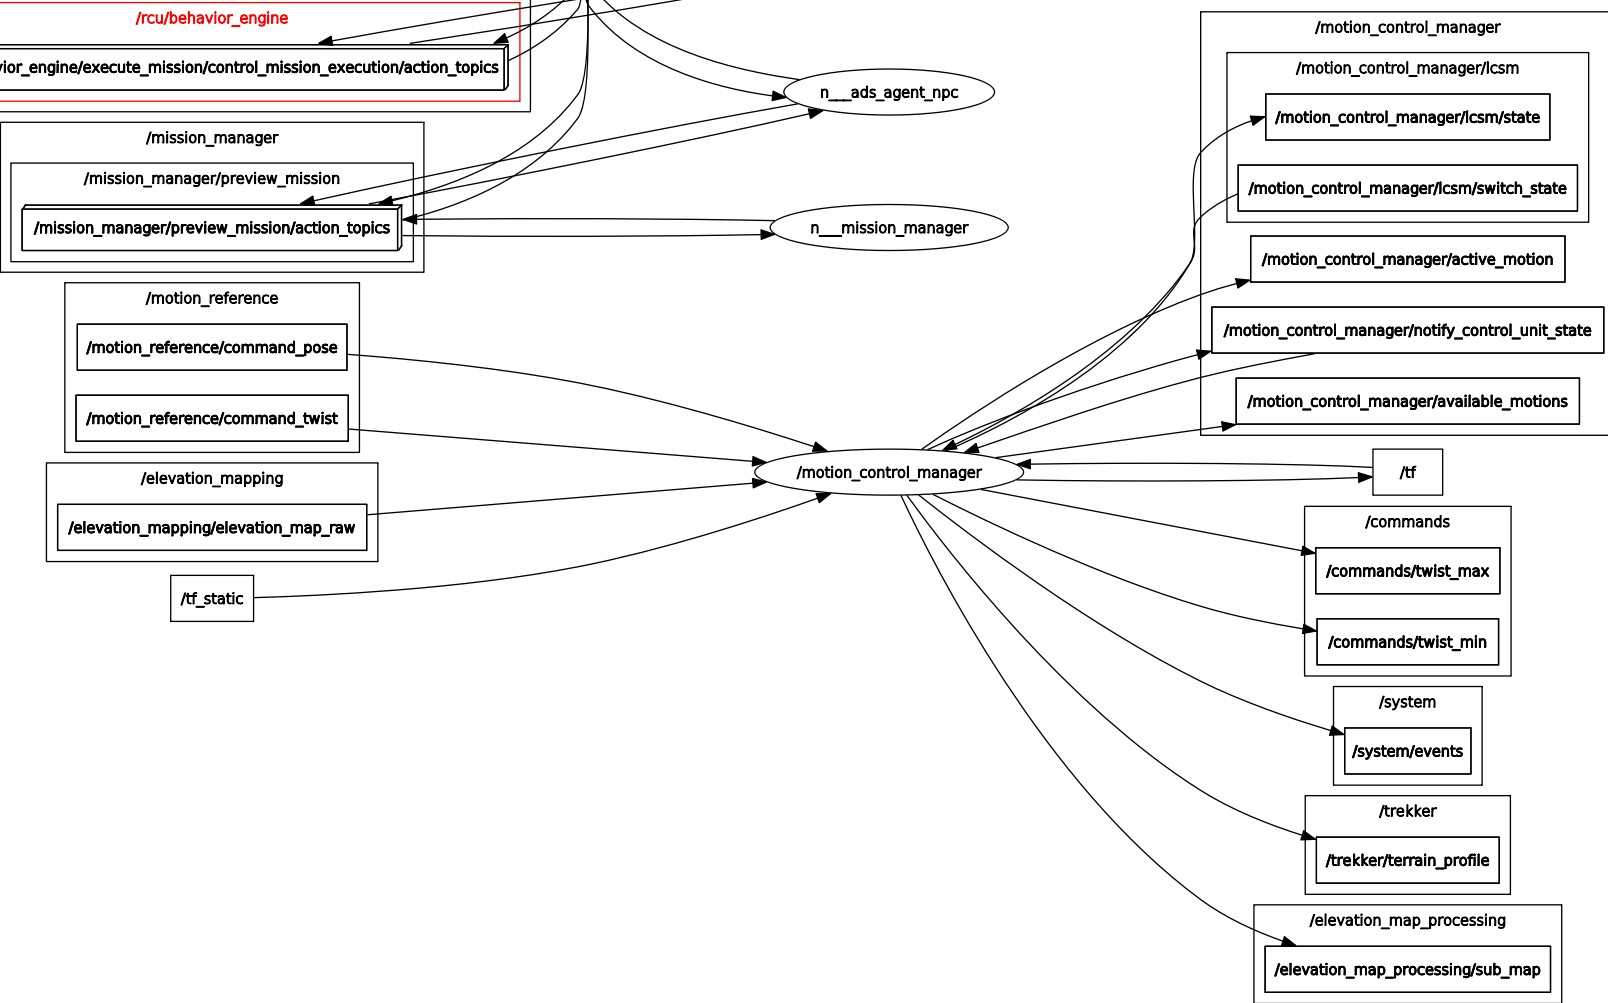 /rcu/behavior_engine
ior_engine/execute_mission/control_mission_execution/action_topics
/mission_manager
/mission_manager/preview_mission
/mission_manager/preview_mission/action_topics
/motion_reference
/motion_reference/command_pose
/motion_reference/command_twist
/elevation_mapping
/elevation_mapping/elevation_map_raw
/tf_static
n___ads_agent_npc
n___mission_manager
/motion_control_manager
/motion_control_manager
/motion_control_manager/lcsm
/motion_control_manager/lcsm/state
/motion_control_manager/lcsm/switch_state
/motion_control_manager/active_motion
/motion_control_manager/notify_control_unit_state
/motion_control_manager/available_motions
/tf
/commands
/commands/twist_max
/commands/twist_min
/system
/system/events
/trekker
/trekker/terrain_profile
/elevation_map_processing
/elevation_map_processing/sub_map